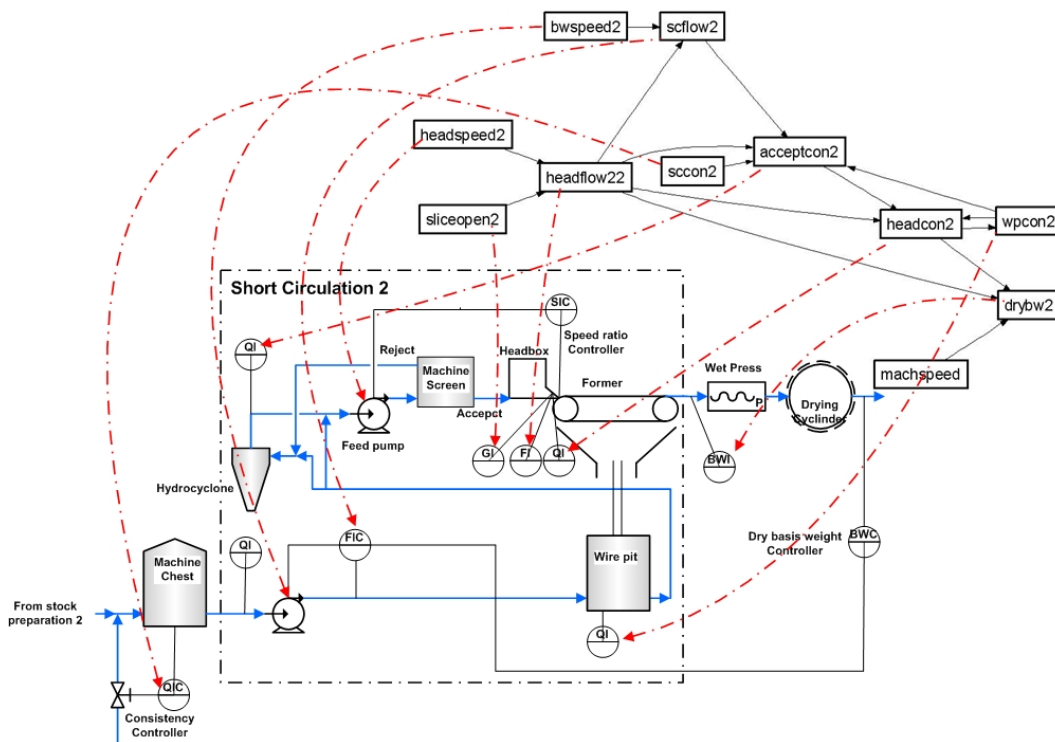 bwspeed2
scflow2
headspeed2
acceptcon2
sccon2
headflow22
sliceopen2
headcon2
wpcon2
Short Circulation 2
drybw2
SIC
Speed ratio
Controller
QI
Reject
Headbox
Wet Press
machspeed
Machine
Screen
Former
P
Drying
Cyclinder
Accepct
Feed pump
GI
FI
QI
BWI
Hydrocyclone
FIC
Dry basis weight
Controller
BWC
QI
Machine
Chest
Wire pit
From stock
preparation 2
QI
QIC
Consistency
Controller